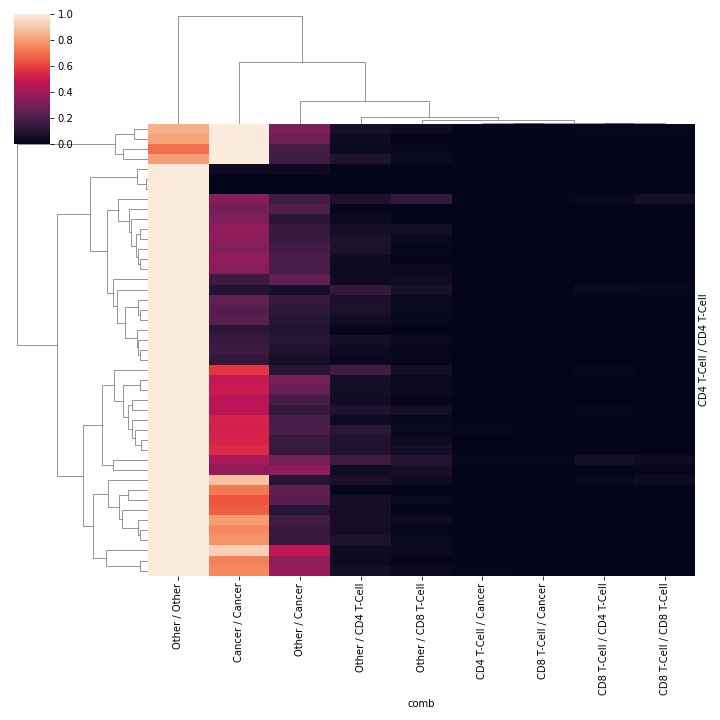 1.0
0.8
0.6
0.4
0.2
0.0
CD4 T-Cell / CD4 T-Cell
Other / Other
Cancer / Cancer
Other / Cancer
Other / CD4 T-Cell
Other / CD8 T-Cell
CD4 T-Cell / Cancer
CD8 T-Cell / Cancer
CD8 T-Cell / CD4 T-Cell
CD8 T-Cell / CD8 T-Cell
comb